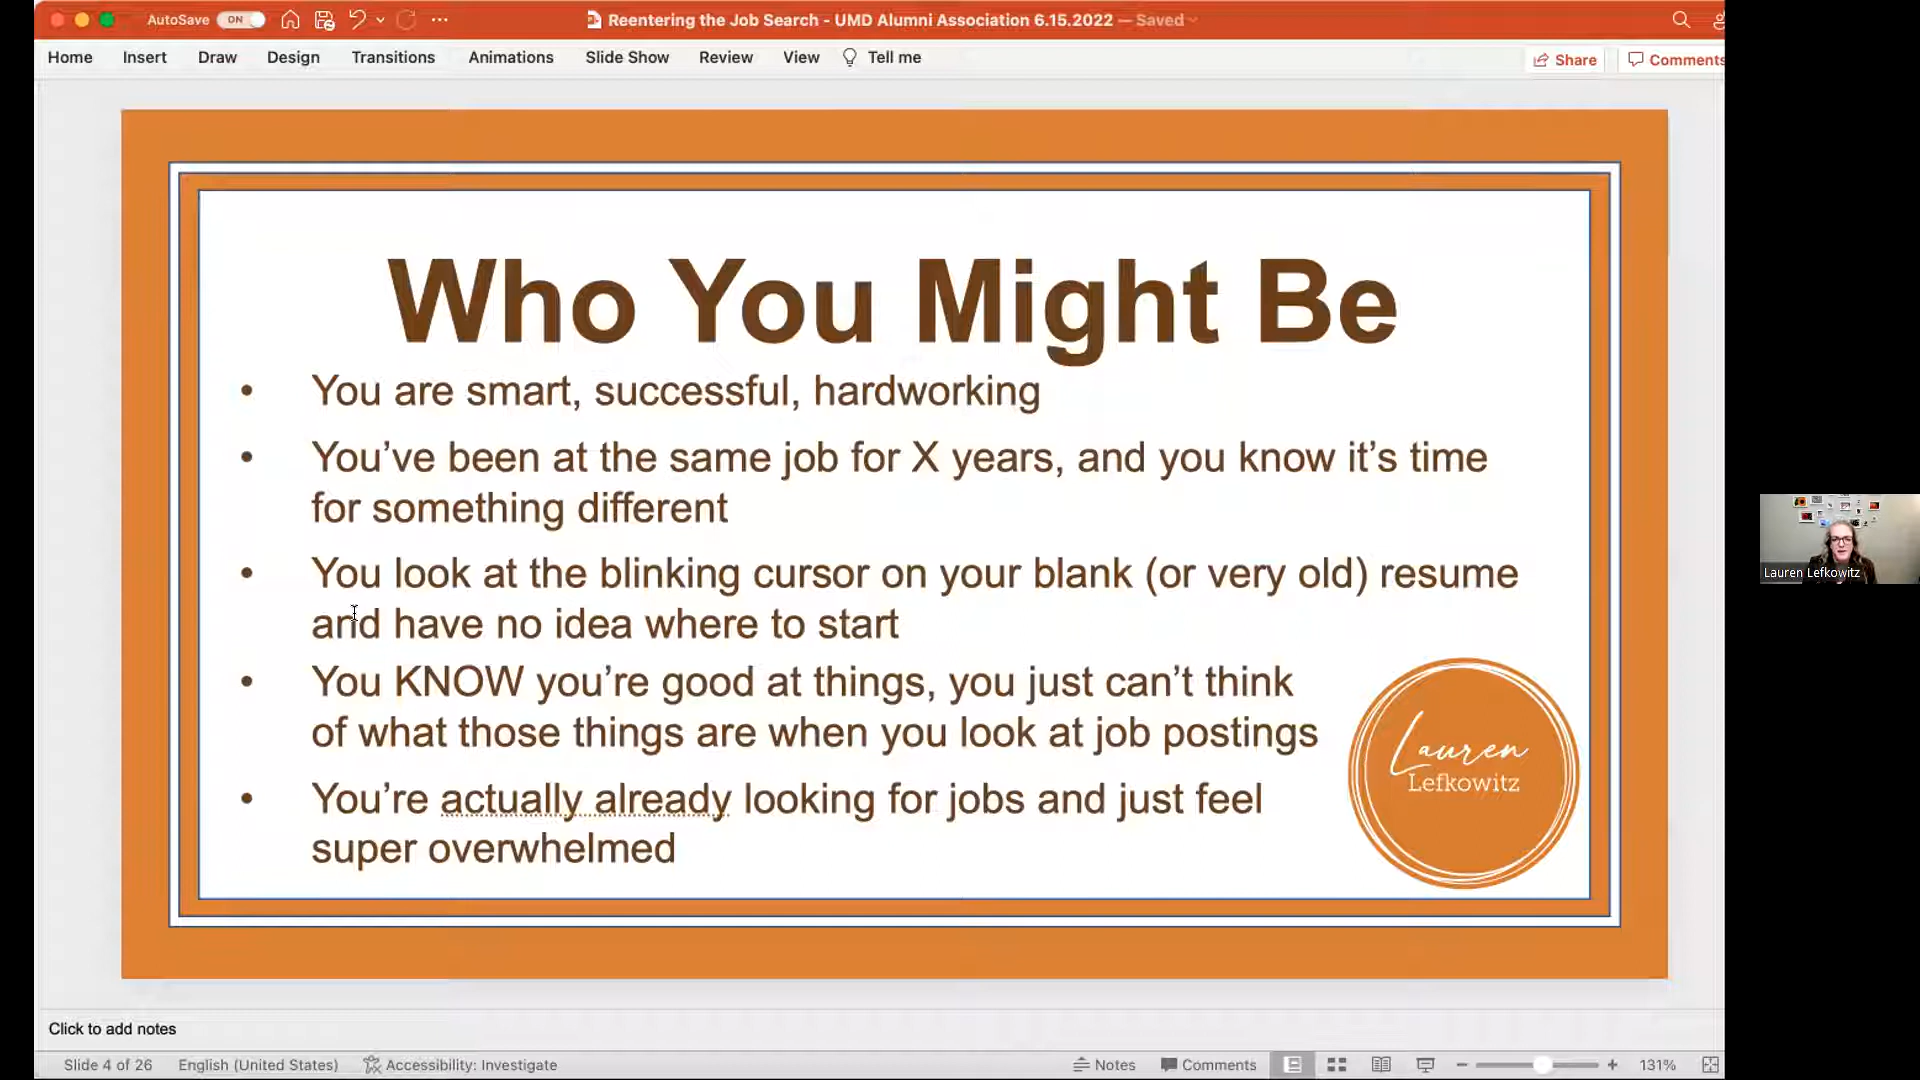 AutoSave ON Reentering the Job Search - UMD Alumni Association 6.15.2022 — Saved
Home Insert Draw Design Transitions Animations Slide Show Review View Tell me Share Comments
Who You Might Be
• You are smart, successful, hardworking
• You’ve been at the same job for X years, and you know it’s time
for something different
• You look at the blinking cursor on your blank (or very old) resume
and have no idea where to start
• You KNOW you’re good at things, you just can’t think
of what those things are when you look at job postings
• You’re actually already looking for jobs and just feel
super overwhelmed
Lauren
Lefkowitz
Lauren Lefkowitz
Click to add notes
Slide 4 of 26 English (United States) Accessibility: Investigate Notes Comments 131%